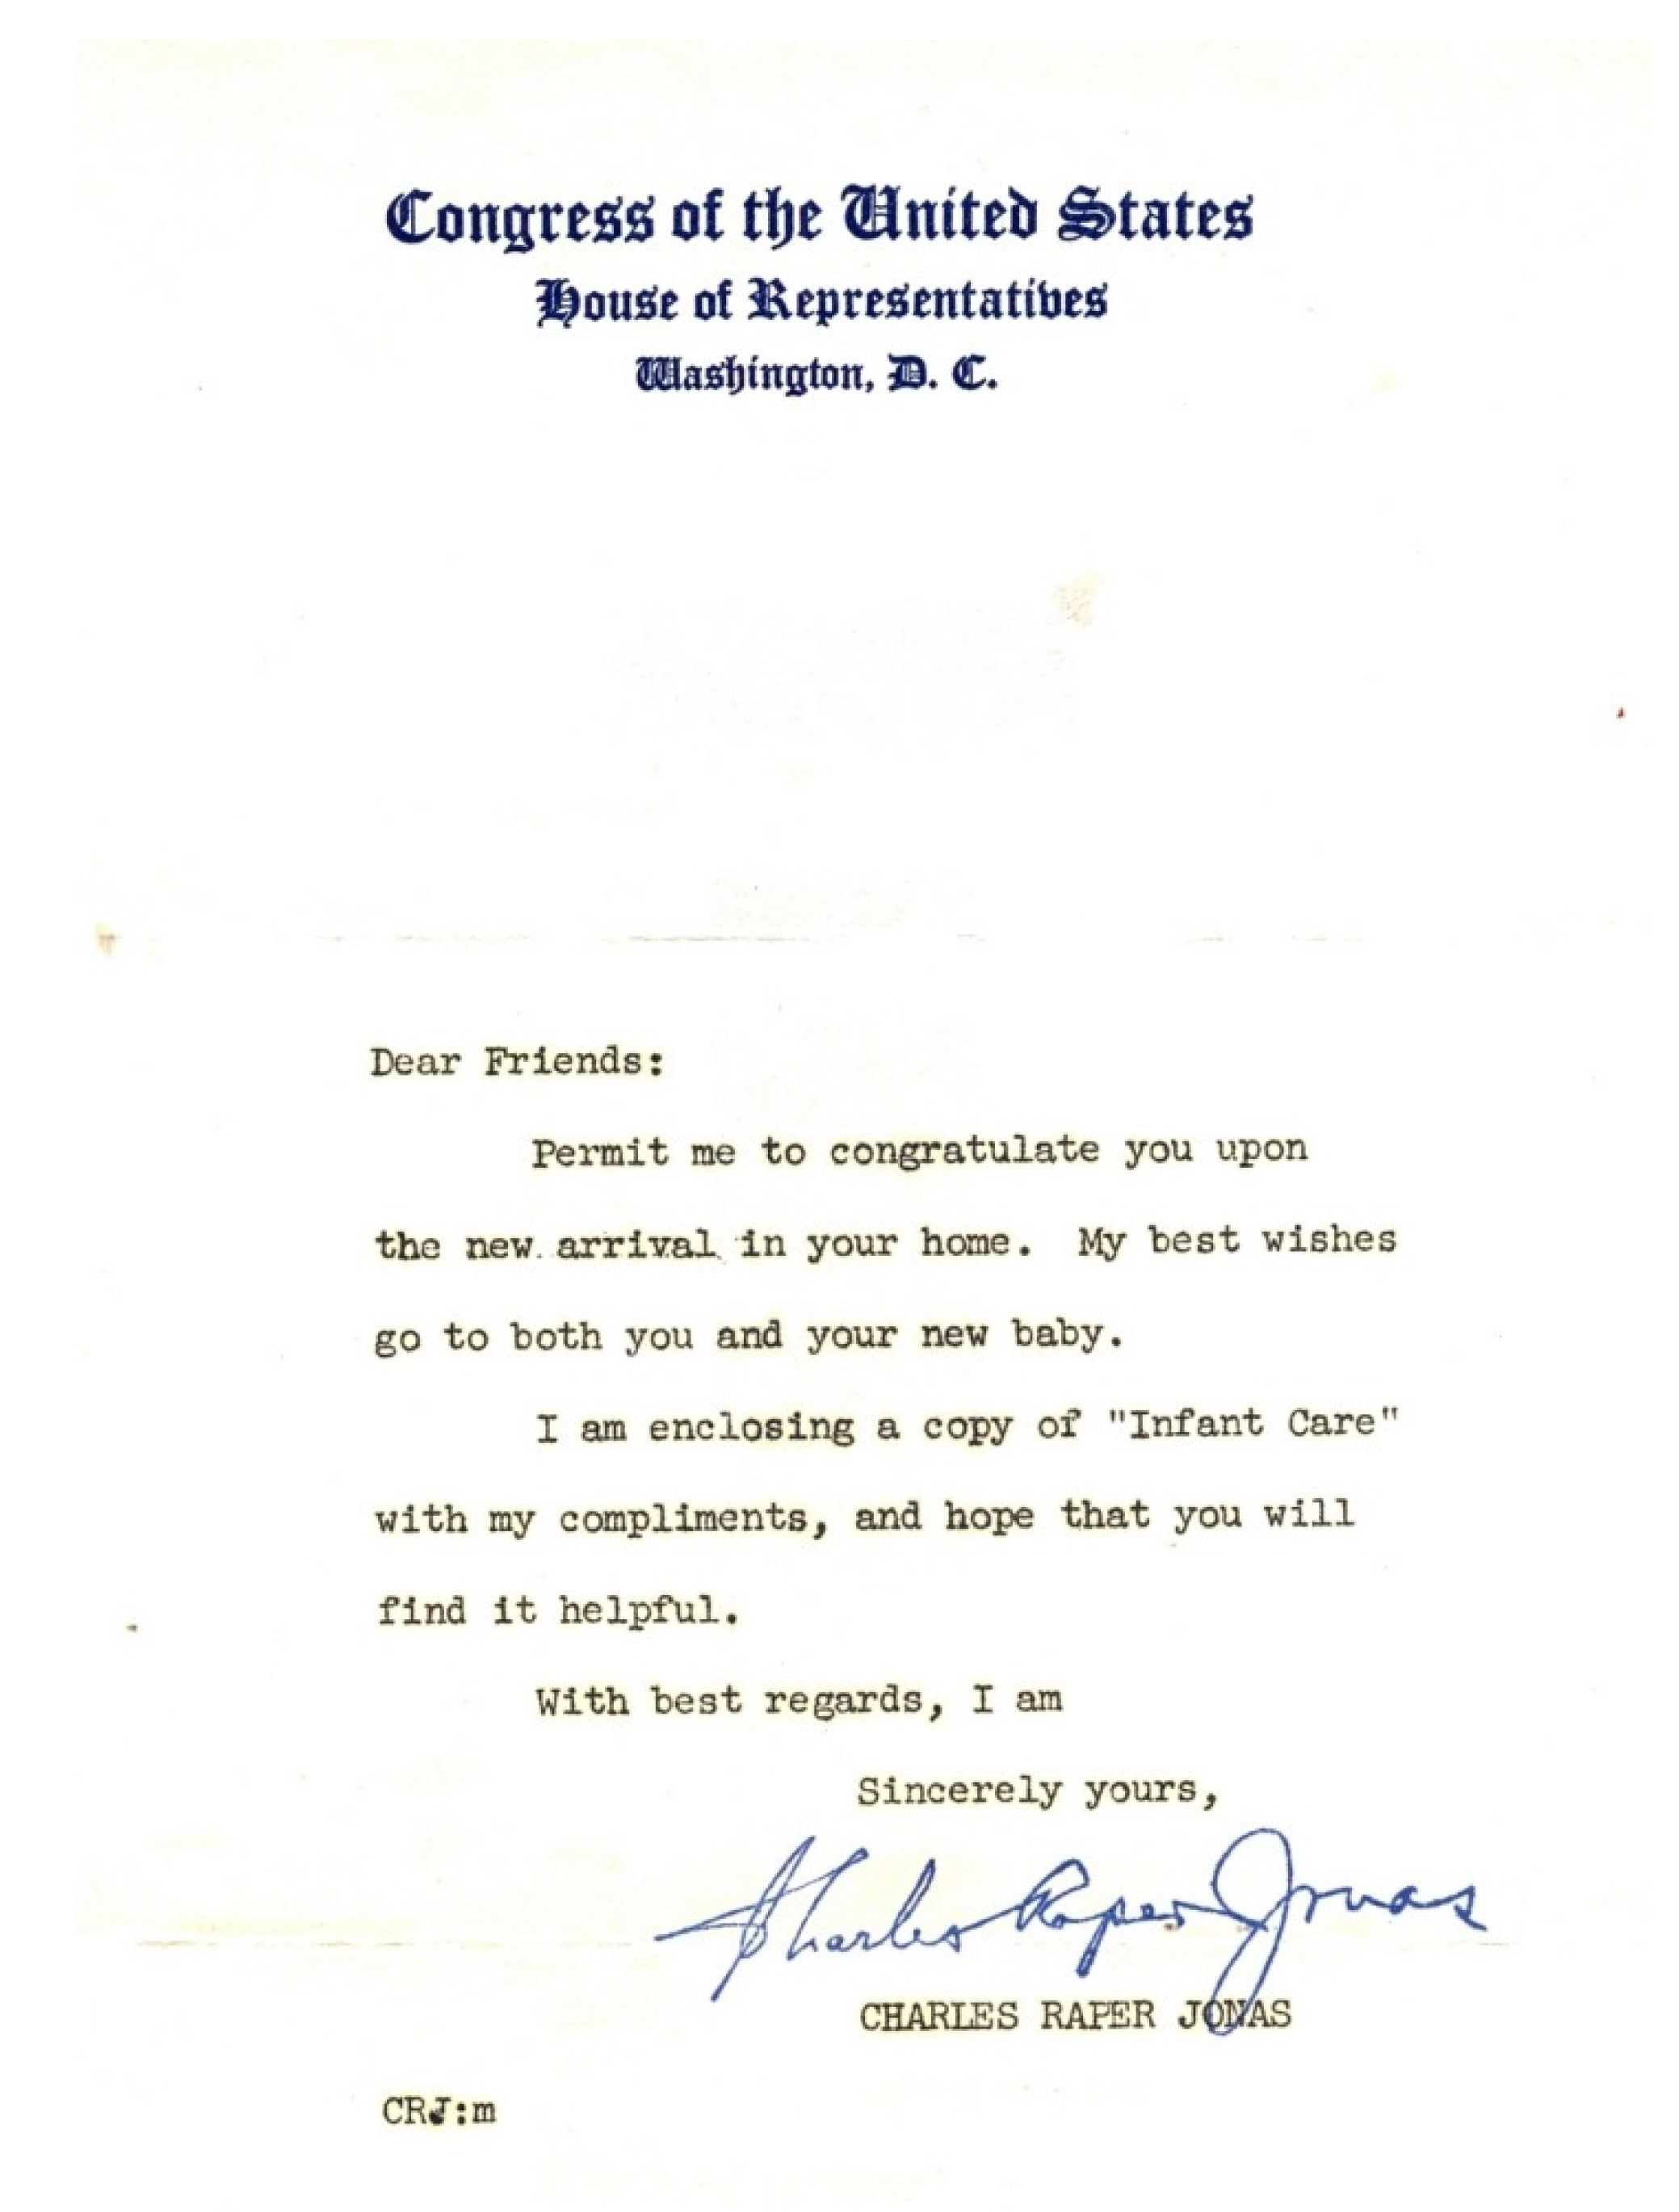 Congress of the United States
House of Representatives
Washington, D. C.
Dear Friends:
Permit me to congratulate you upon
the new arrival in your home. My best wishes
go to both you and your new baby.
I am enclosing a copy of "Infant Care"
with my compliments, and hope that you will
find it helpful.
With best regards, I am
Sincerely yours,
Charles Raper Jonas
CHARLES RAPER JONAS
CRJ:m